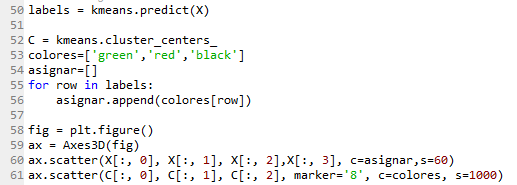 50 labels = kmeans.predict(X)
51
52 C = kmeans.cluster_centers_
53 colores=['green','red','black']
54 asignar=[]
55 for row in labels:
56     asignar.append(colores[row])
57
58 fig = plt.figure()
59 ax = Axes3D(fig)
60 ax.scatter(X[:, 0], X[:, 1], X[:, 2],X[:, 3], c=asignar,s=60)
61 ax.scatter(C[:, 0], C[:, 1], C[:, 2], marker='8', c=colores, s=1000)